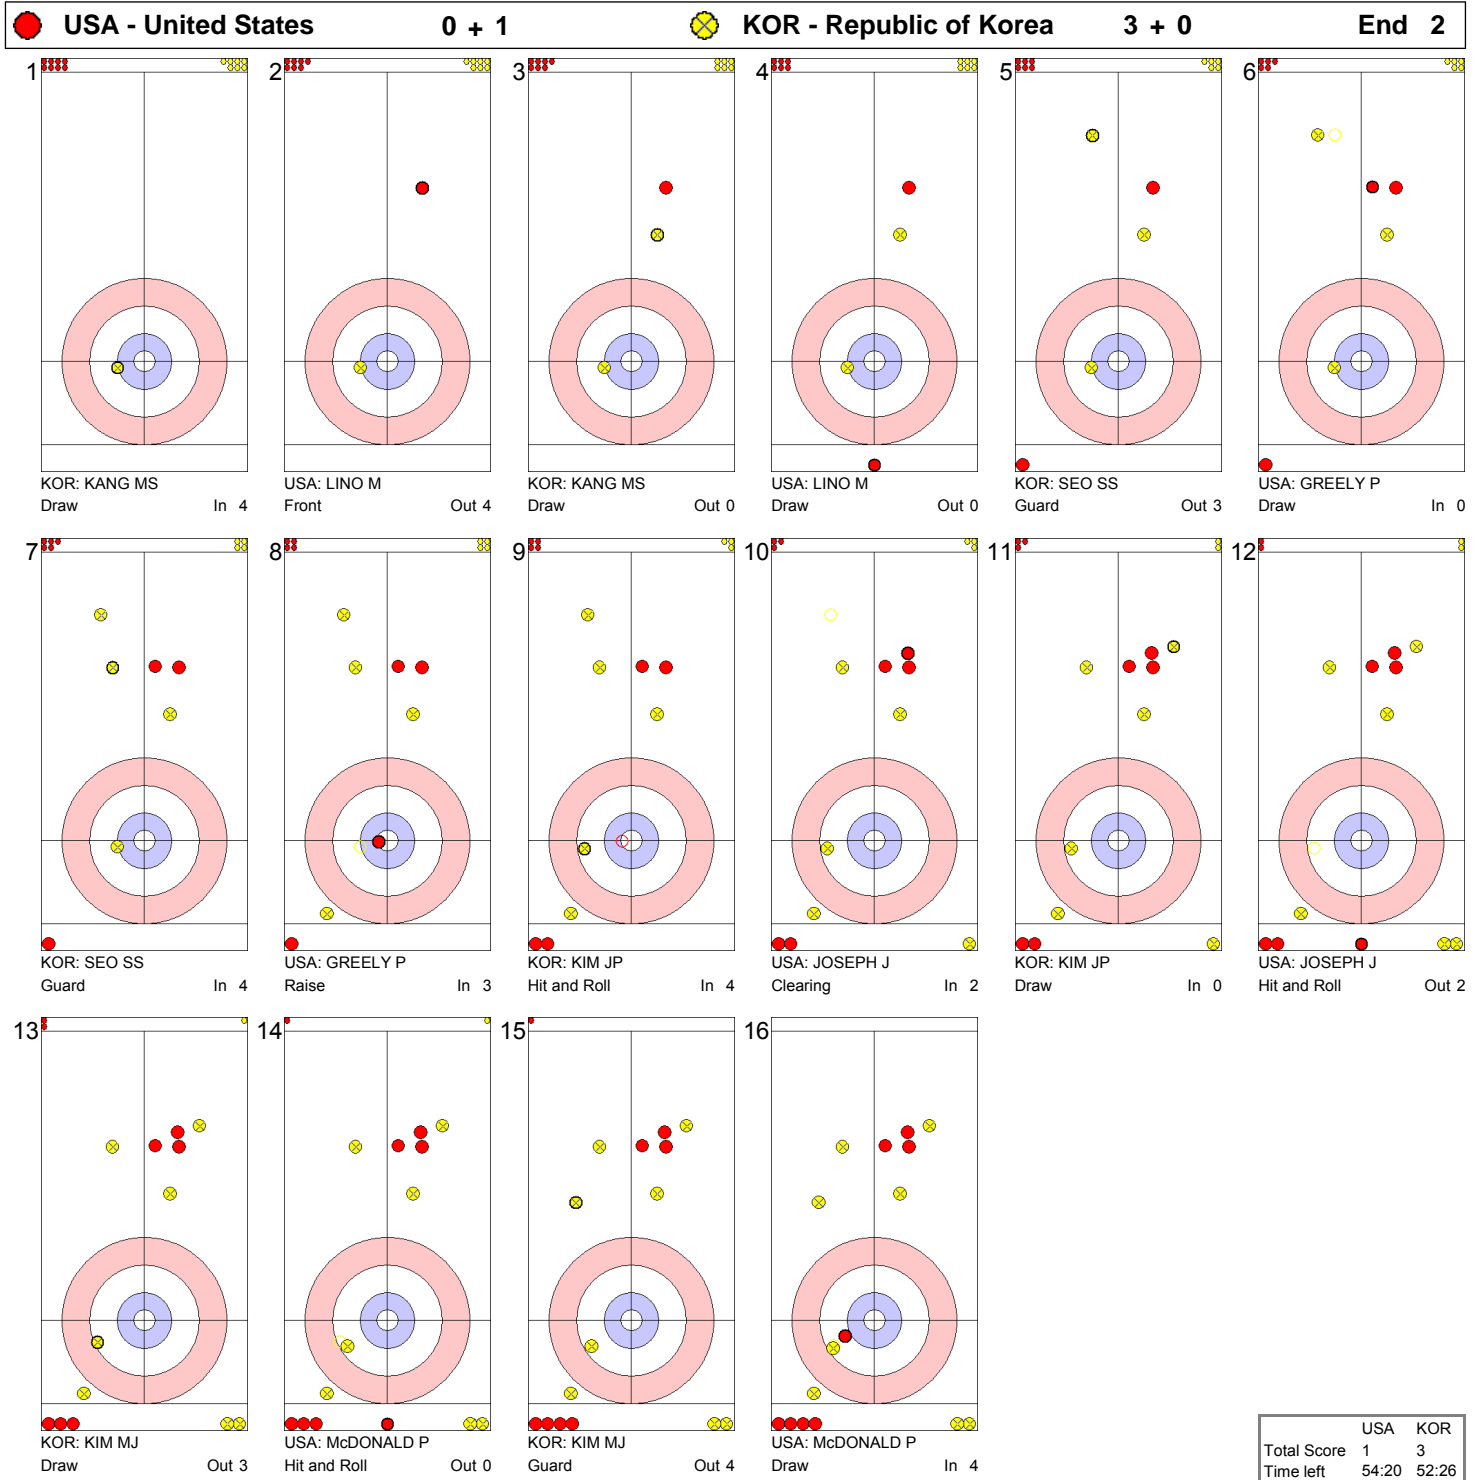 USA - United States 0 + 1 KOR - Republic of Korea 3 + 0 End 2
1 2 3 4 5 6
KOR: KANG MS USA: LINO M KOR: KANG MS USA: LINO M KOR: SEO SS USA: GREELY P
Draw In 4 Front Out 4 Draw Out 0 Draw Out 0 Guard Out 3 Draw In 0
7 8 9 10 11 12
KOR: SEO SS USA: GREELY P KOR: KIM JP USA: JOSEPH J KOR: KIM JP USA: JOSEPH J
Guard In 4 Raise In 3 Hit and Roll In 4 Clearing In 2 Draw In 0 Hit and Roll Out 2
13 14 15 16
KOR: KIM MJ USA: McDONALD P KOR: KIM MJ USA: McDONALD P
Draw Out 3 Hit and Roll Out 0 Guard Out 4 Draw In 4
USA KOR
Total Score 1 3
Time left 54:20 52:26